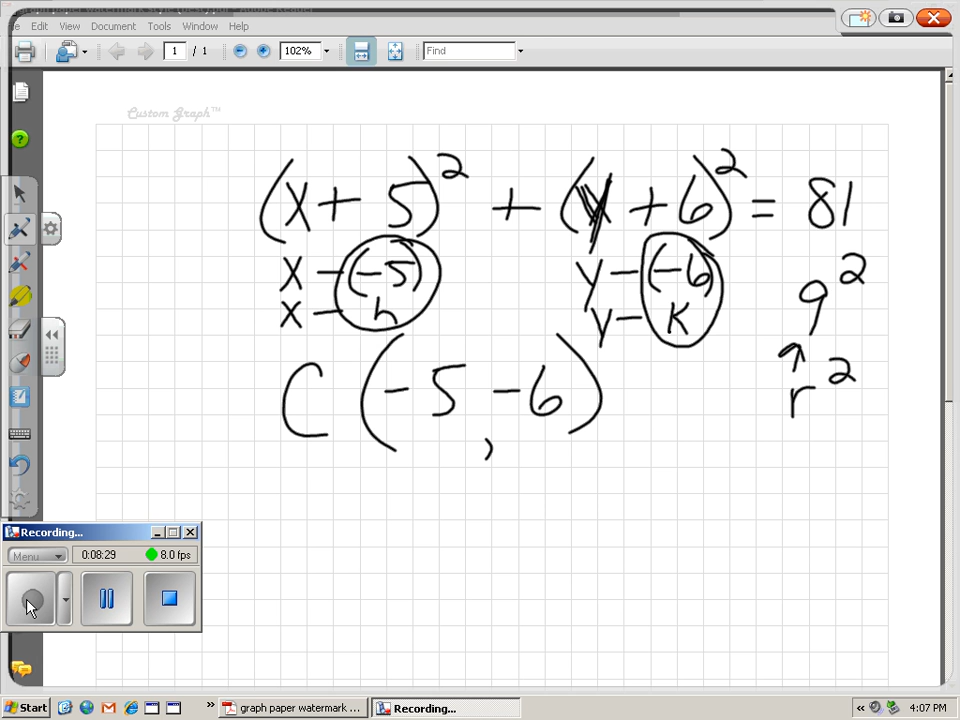 Edit View Document Tools Window Help
1 / 1 102% Find
Custom Graph™
(x + 5)² + (y + 6)² = 81
x - (-5) y - (-6) 9²
x - h y - k
C (-5, -6) r²
Recording...
Menu 0:08:29 8.0 fps
Start graph paper watermark ... Recording... 4:07 PM